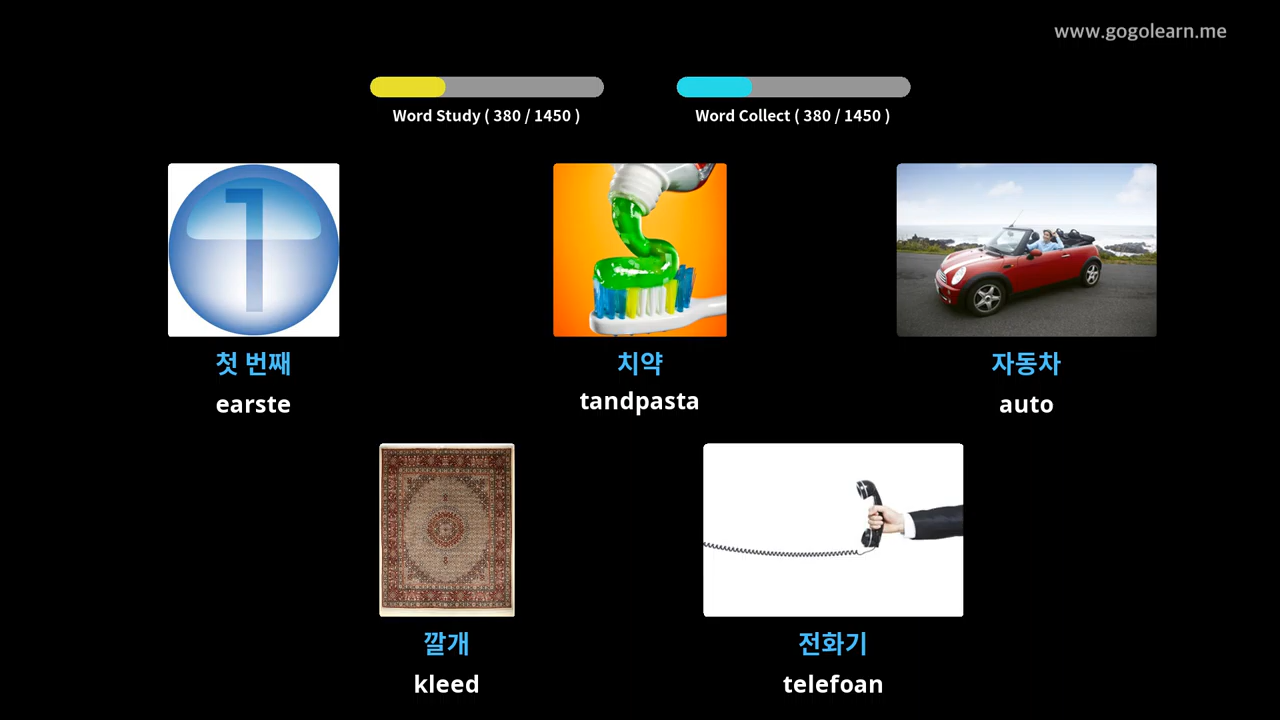 www.gogolearn.me
Word Study ( 380 / 1450 )
Word Collect ( 380 / 1450 )
1
첫 번째
earste
치약
tandpasta
자동차
auto
깔개
kleed
전화기
telefoan